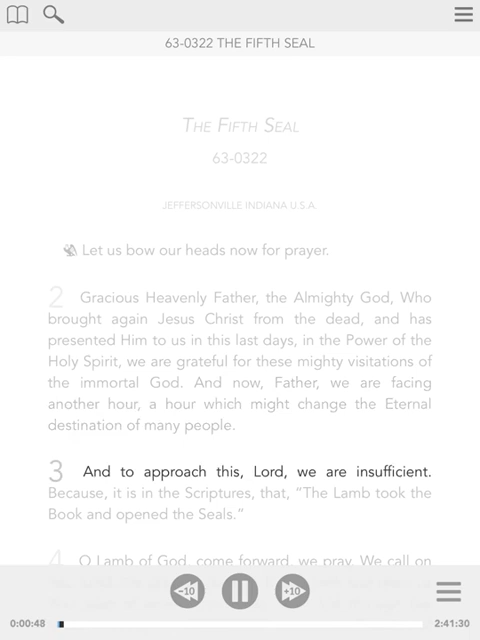 63-0322 THE FIFTH SEAL
THE FIFTH SEAL
63-0322
JEFFERSONVILLE INDIANA U.S.A.
Let us bow our heads now for prayer.
2 Gracious Heavenly Father, the Almighty God, Who
brought again Jesus Christ from the dead, and has
presented Him to us in this last days, in the Power of the
Holy Spirit, we are grateful for these mighty visitations of
the immortal God. And now, Father, we are facing
another hour, a hour which might change the Eternal
destination of many people.
3 And to approach this, Lord, we are insufficient.
Because, it is in the Scriptures, that, “The Lamb took the
Book and opened the Seals.”
4 O Lamb of God, come forward, we pray. We call on
-10 +10
0:00:48 2:41:30